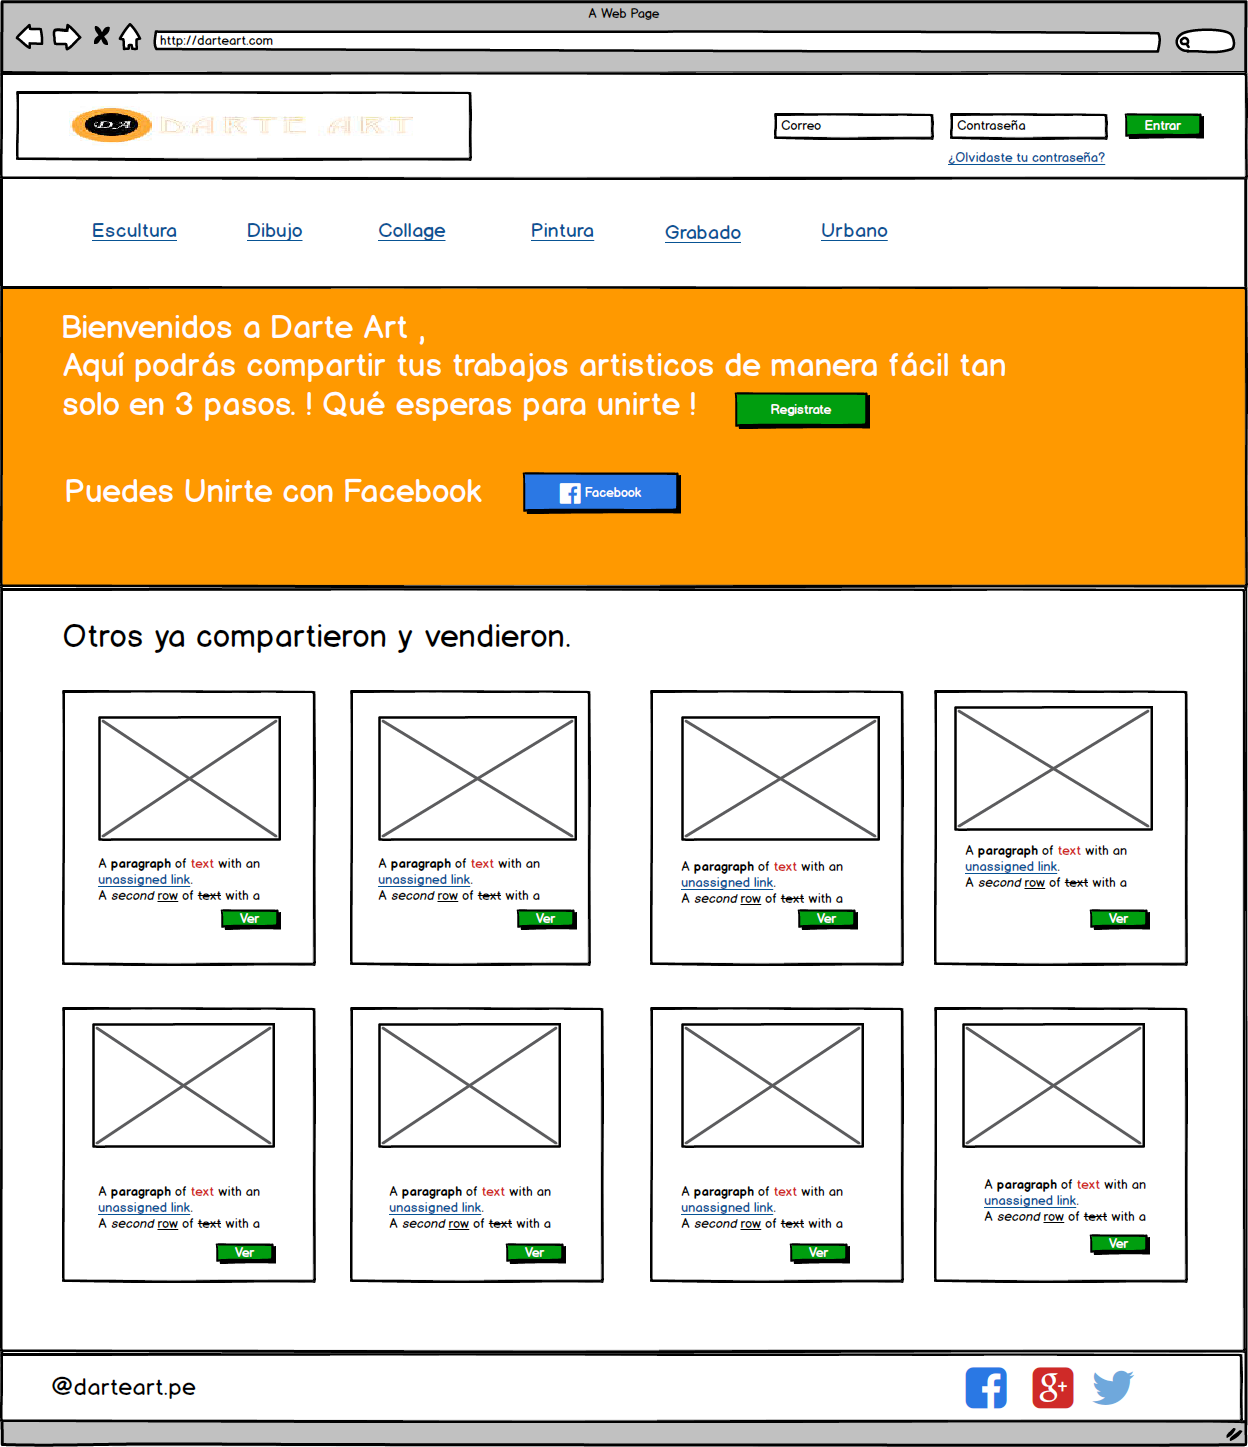 A Web Page
http://darteart.com
DA DARTE ART
Correo
Contraseña
Entrar
¿Olvidaste tu contraseña?
Escultura
Dibujo
Collage
Pintura
Grabado
Urbano
Bienvenidos a Darte Art ,
Aquí podrás compartir tus trabajos artisticos de manera fácil tan
solo en 3 pasos. ! Qué esperas para unirte !
Registrate
Puedes Unirte con Facebook
Facebook
Otros ya compartieron y vendieron.
A paragraph of text with an
unassigned link.
A second row of text with a
Ver
A paragraph of text with an
unassigned link.
A second row of text with a
Ver
A paragraph of text with an
unassigned link.
A second row of text with a
Ver
A paragraph of text with an
unassigned link.
A second row of text with a
Ver
A paragraph of text with an
unassigned link.
A second row of text with a
Ver
A paragraph of text with an
unassigned link.
A second row of text with a
Ver
A paragraph of text with an
unassigned link.
A second row of text with a
Ver
A paragraph of text with an
unassigned link.
A second row of text with a
Ver
@darteart.pe